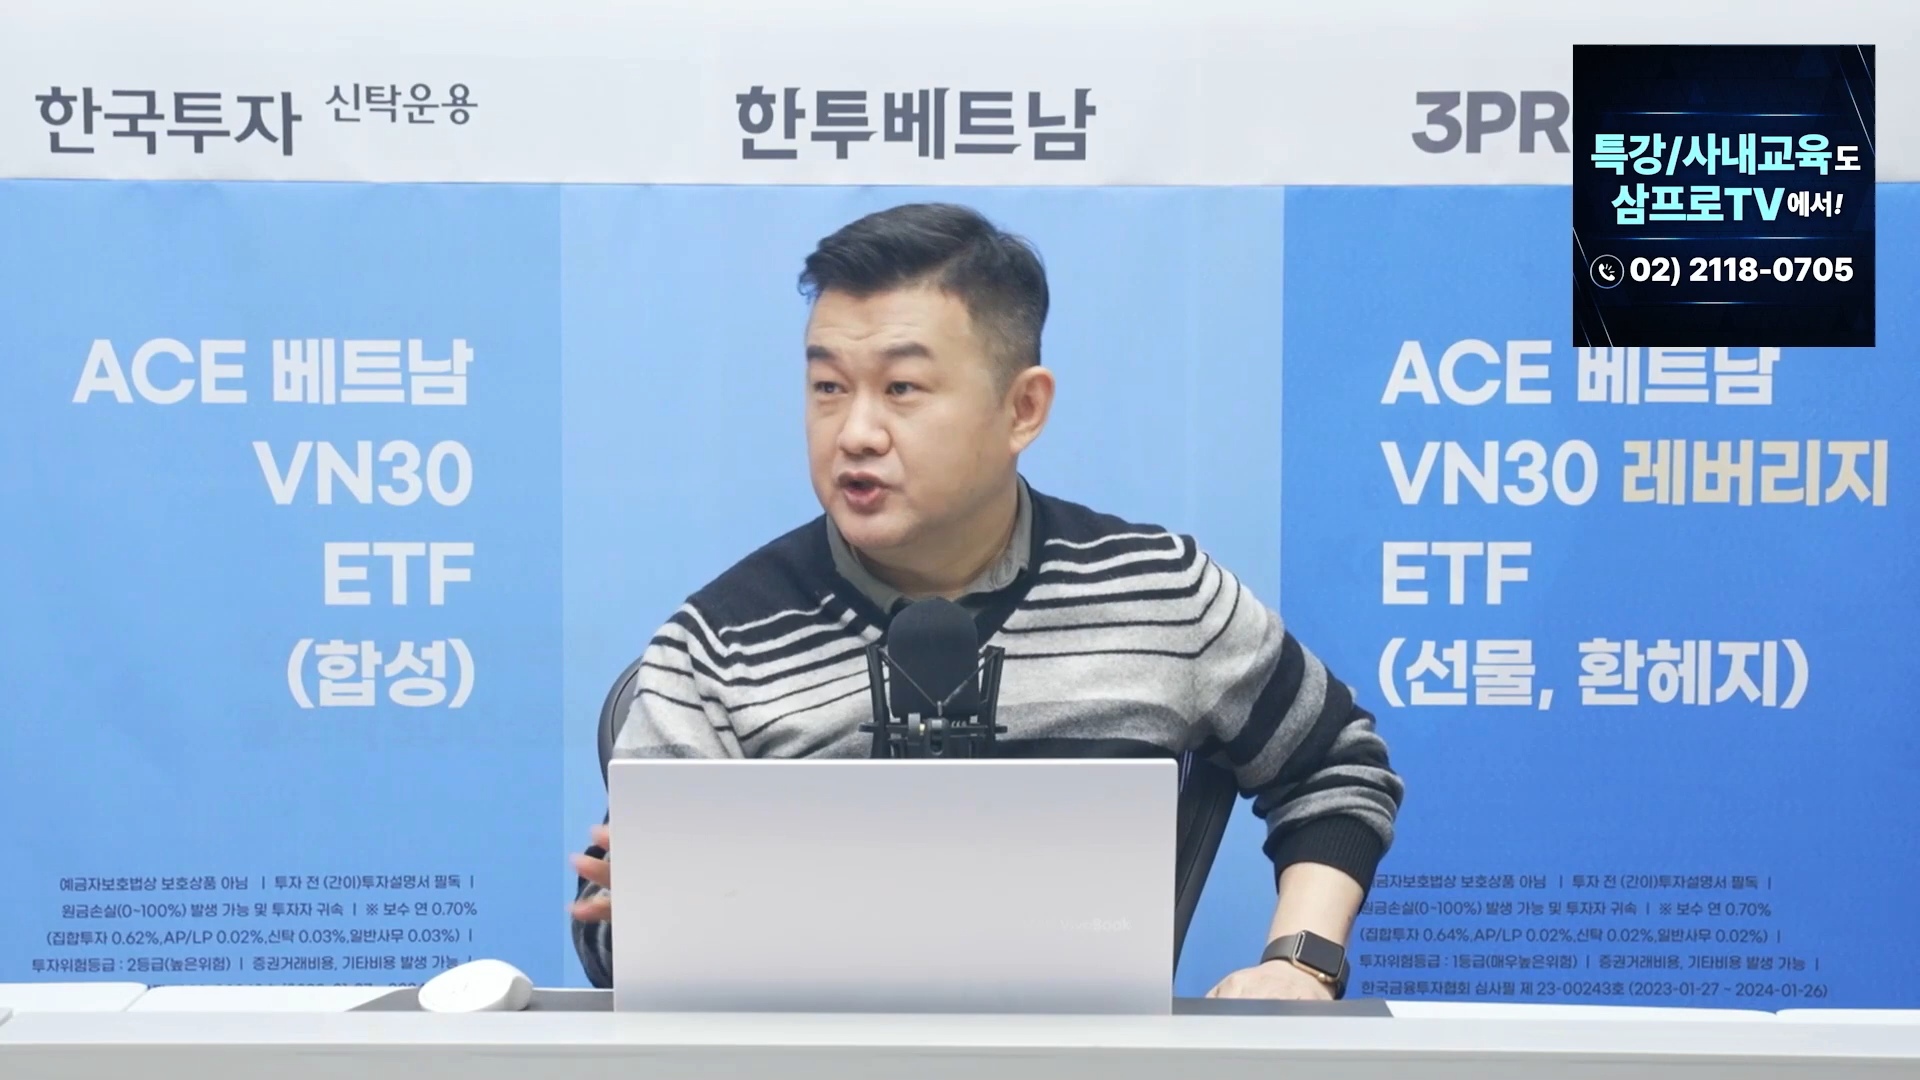 한국투자 신탁운용
한투베트남
3PR
특강/사내교육도
삼프로TV에서!
02) 2118-0705
ACE 베트남
VN30
ETF
(합성)
ACE 베트남
VN30 레버리지
ETF
(선물, 환헤지)
예금자보호법상 보호상품 아님 | 투자 전 (간이)투자설명서 필독 |
원금손실(0~100%) 발생 가능 및 투자자 귀속 | ※ 보수 연 0.70%
(집합투자 0.62%,AP/LP 0.02%,신탁 0.03%,일반사무 0.03%) |
투자위험등급 : 2등급(높은위험) | 증권거래비용, 기타비용 발생 가능 |
금자보호법상 보호상품 아님 | 투자 전 (간이)투자설명서 필독 |
원금손실(0~100%) 발생 가능 및 투자자 귀속 | ※ 보수 연 0.70%
(집합투자 0.64%,AP/LP 0.02%,신탁 0.02%,일반사무 0.02%) |
투자위험등급 : 1등급(매우높은위험) | 증권거래비용, 기타비용 발생 가능 |
한국금융투자협회 심사필 제 23-00243호 (2023-01-27 ~ 2024-01-26)
VivoBook